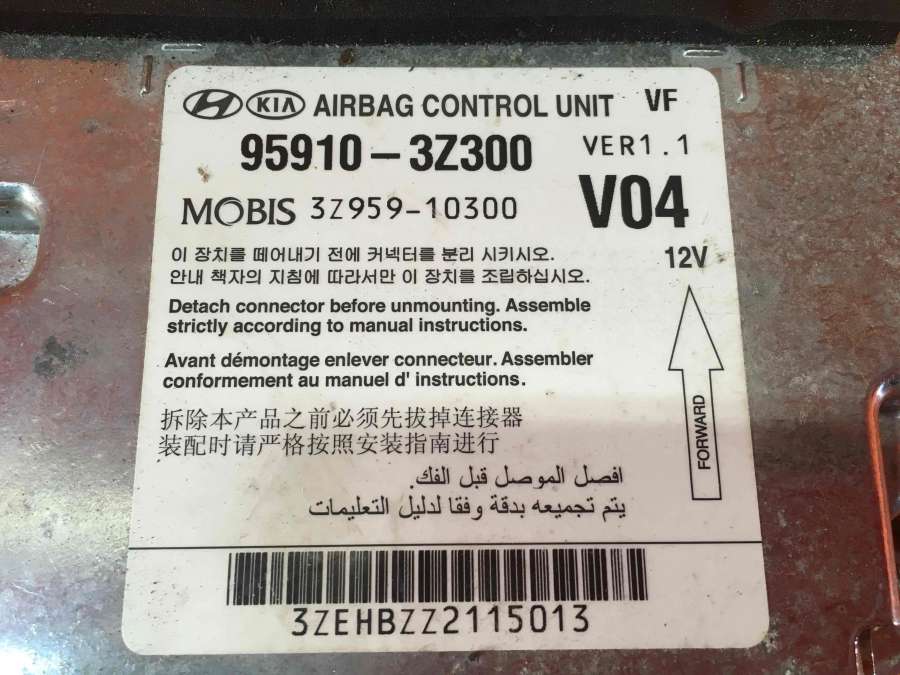 KIA AIRBAG CONTROL UNIT VF
95910-3Z300 VER1.1
MOBIS 3Z959-10300 V04
이 장치를 떼어내기 전에 커넥터를 분리 시키시오. 12V
안내 책자의 지침에 따라서만 이 장치를 조립하십시오.
Detach connector before unmounting. Assemble
strictly according to manual instructions.
Avant démontage enlever connecteur. Assembler
conformement au manuel d' instructions.
FORWARD
拆除本产品之前必须先拔掉连接器
装配时请严格按照安装指南进行
افصل الموصل قبل الفك.
يتم تجميعه بدقة وفقا لدليل التعليمات
3ZEHBZZ2115013